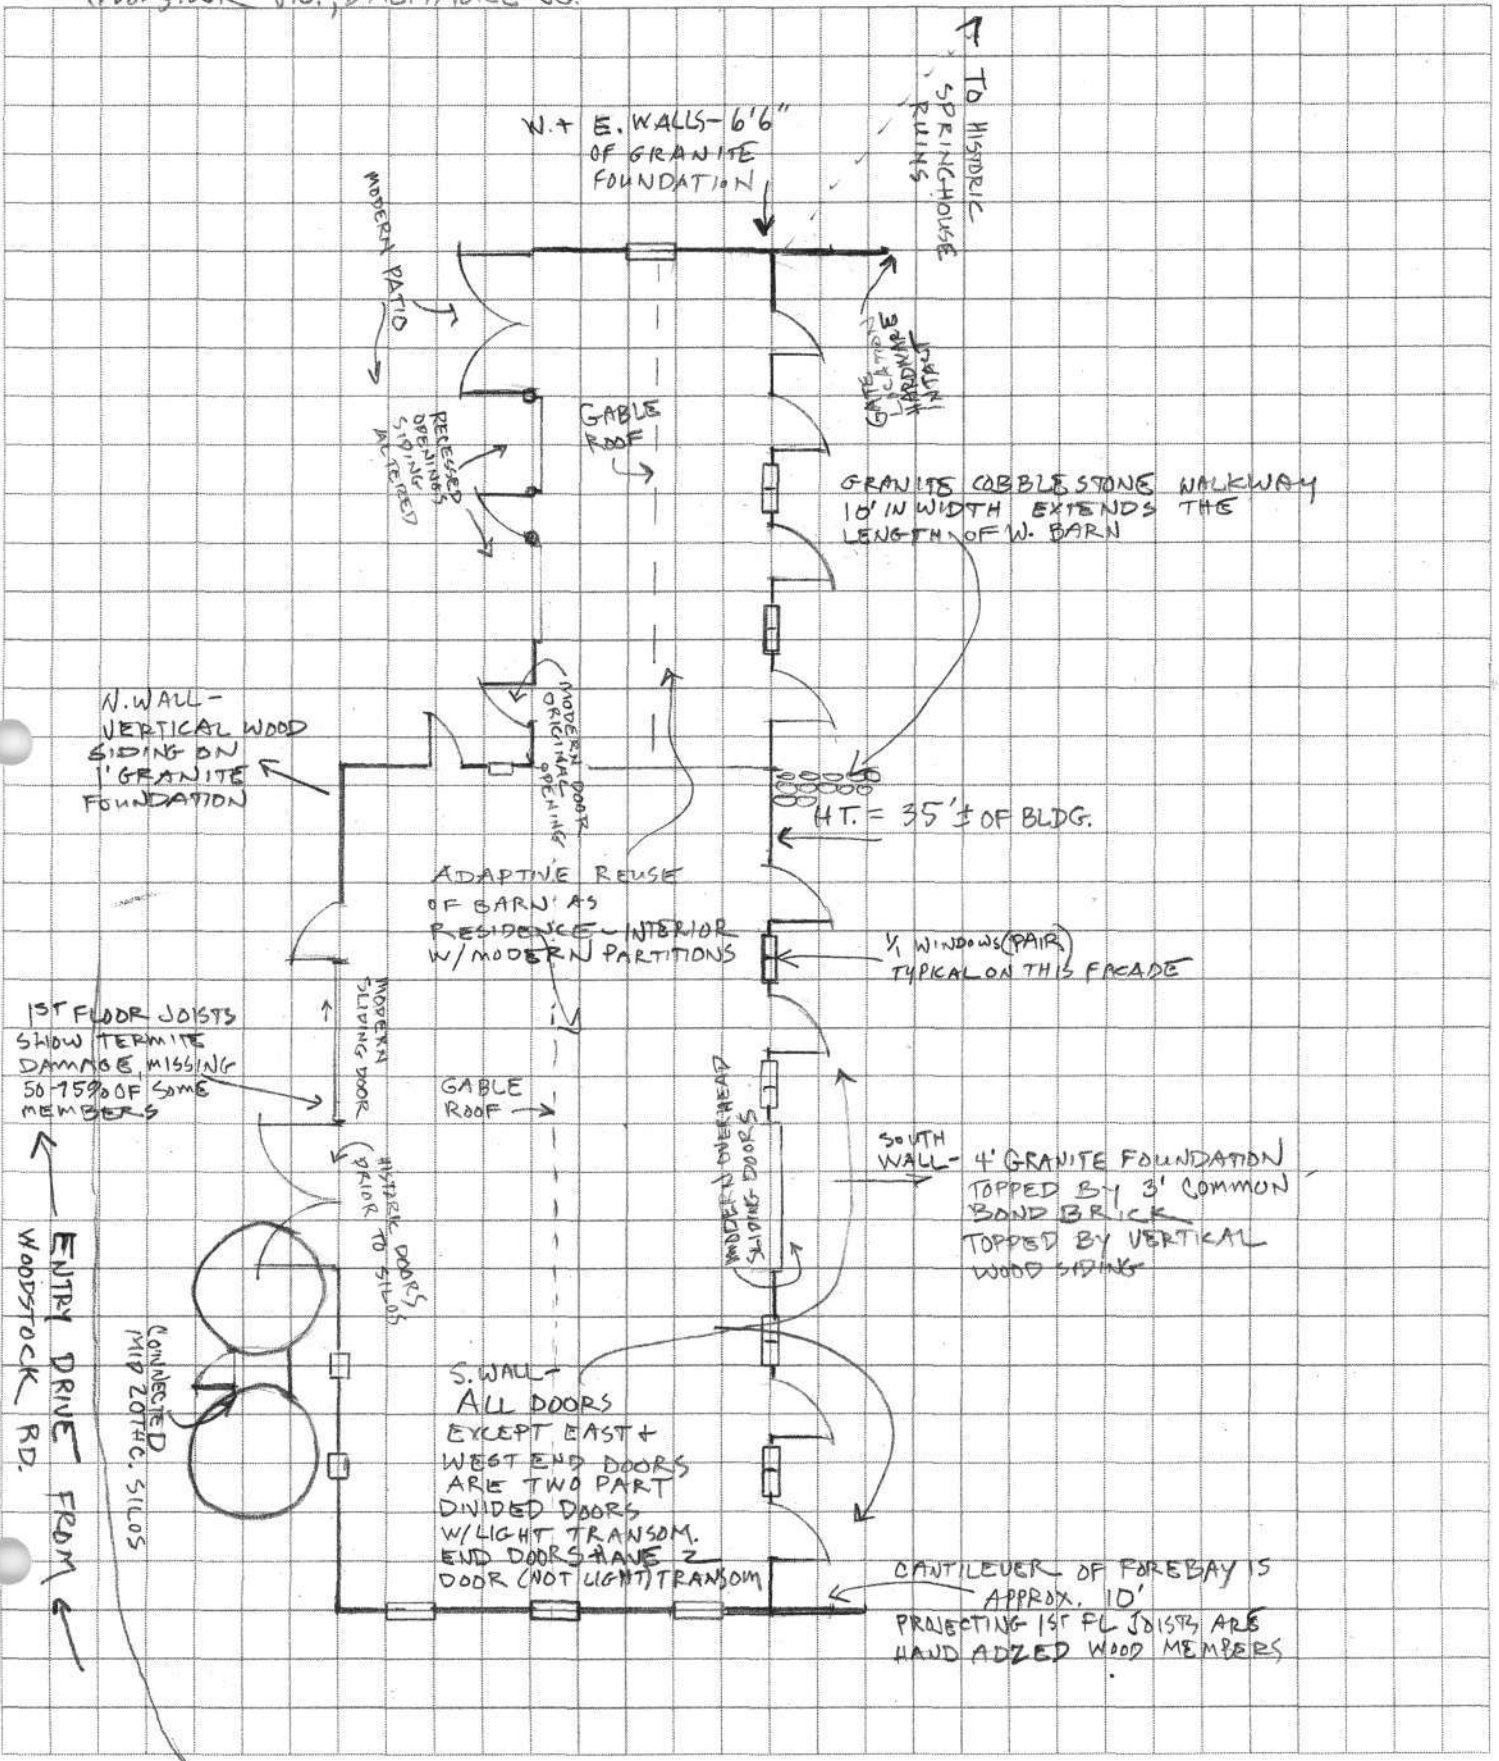 TO HISTORIC
SPRINGHOUSE
RUINS
W. + E. WALLS - 6'6"
OF GRANITE
FOUNDATION
MODERN PATIO
INTACT
HARDWARE
LOCATION
GATE
GABLE
ROOF
RECESSED
OPENINGS
SIDING
ALTERED
GRANITE COBBLESTONE WALKWAY
10' IN WIDTH EXTENDS THE
LENGTH OF W. BARN
N. WALL -
VERTICAL WOOD
SIDING ON
1' GRANITE
FOUNDATION
MODERN DOOR
ORIGINAL
OPENING
HT. = 35' ± OF BLDG.
ADAPTIVE REUSE
OF BARN AS
RESIDENCE - INTERIOR
W/ MODERN PARTITIONS
1/1 WINDOWS (PAIR)
TYPICAL ON THIS FACADE
1ST FLOOR JOISTS
SHOW TERMITE
DAMAGE, MISSING
50-75% OF SOME
MEMBERS
MODERN
SLIDING DOOR
GABLE
ROOF
MODERN OVERHEAD
SLIDING DOORS
SOUTH
WALL - 4' GRANITE FOUNDATION
TOPPED BY 3' COMMON
BOND BRICK
TOPPED BY VERTICAL
WOOD SIDING
HISTORIC DOORS
PRIOR TO SILOS
ENTRY DRIVE FROM
WOODSTOCK RD.
CONNECTED
MID 20TH C. SILOS
S. WALL -
ALL DOORS
EXCEPT EAST +
WEST END DOORS
ARE TWO PART
DIVIDED DOORS
W/ LIGHT TRANSOM.
END DOORS HAVE 2
DOOR (NOT LIGHT) TRANSOM
CANTILEVER OF FOREBAY IS
APPROX. 10'
PROJECTING 1ST FL JOISTS ARE
HAND ADZED WOOD MEMBERS